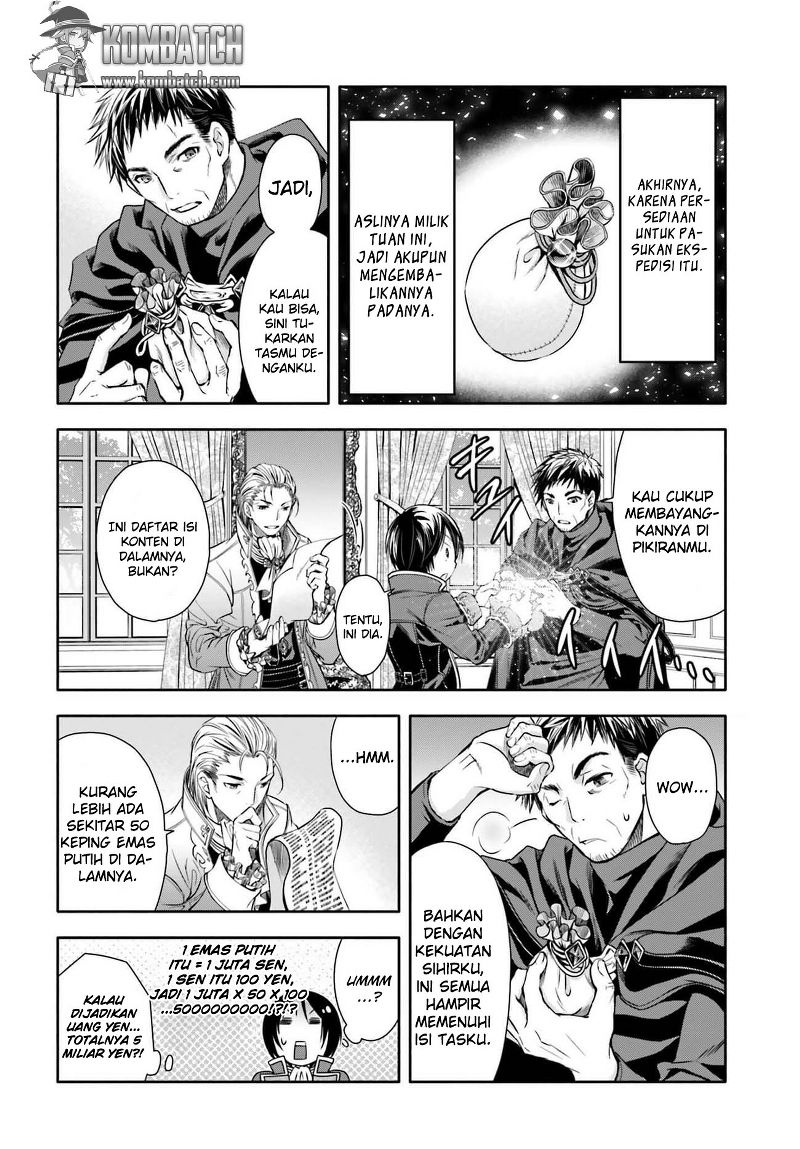 KOMBATCH
www.kombatch.com
AKHIRNYA,
KARENA PER-
SEDIAAN
UNTUK PA-
SUKAN EKS-
PEDISI ITU.
ASLINYA MILIK
TUAN INI,
JADI AKUPUN
MENGEMBA-
LIKANNYA
PADANYA.
JADI,
KALAU
KAU BISA,
SINI TU-
KARKAN
TASMU DE-
NGANKU.
KAU CUKUP
MEMBAYANG-
KANNYA DI
PIKIRANMU.
キュイ
TENTU,
INI DIA.
INI DAFTAR ISI
KONTEN DI
DALAMNYA,
BUKAN?
WOW...
BAHKAN
DENGAN
KEKUATAN
SIHIRKU,
INI SEMUA
HAMPIR
MEMENUHI
ISI TASKU.
...HMM.
KURANG
LEBIH ADA
SEKITAR 50
KEPING EMAS
PUTIH DI DA-
LAMNYA.
UMMM
...?
1 EMAS PUTIH
ITU = 1 JUTA SEN,
1 SEN ITU 100 YEN,
JADI 1 JUTA X 50 X 100
...5000000000!?!?
KALAU
DIJADIKAN
UANG YEN...
TOTALNYA 5
MILIAR YEN?!